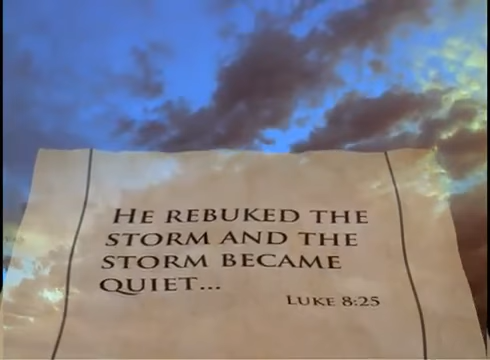 He rebuked the
storm and the
storm became
quiet...
Luke 8:25